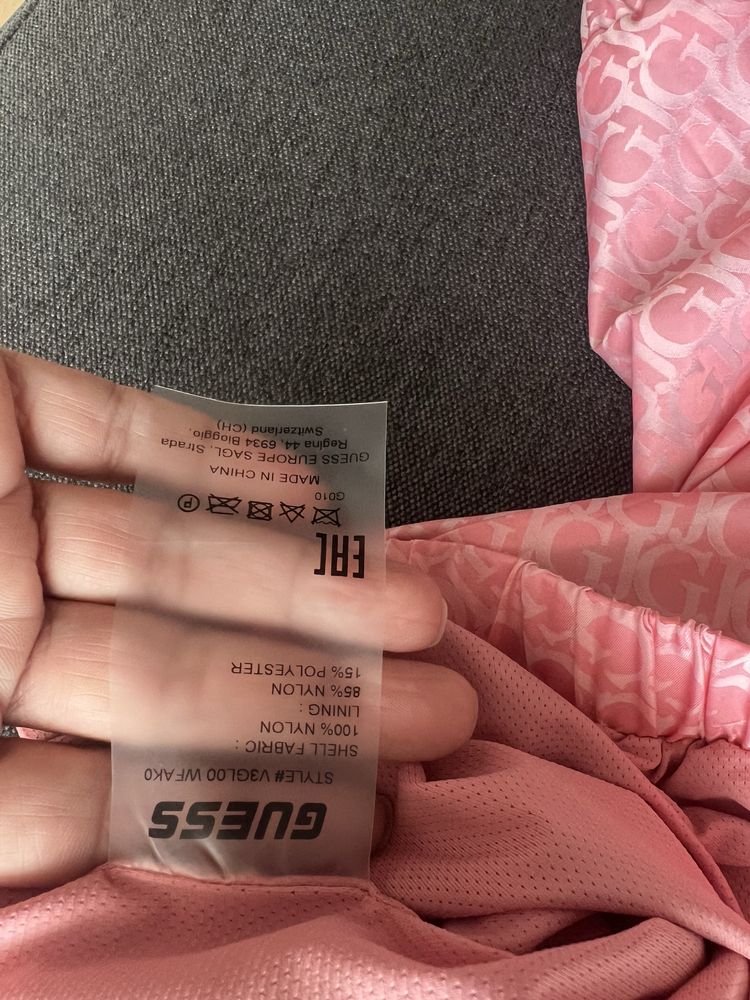 GUESS
STYLE# V3GL00 WFAK0
SHELL FABRIC :
100% NYLON
LINING :
85% NYLON
15% POLYESTER
EAC
G010
MADE IN CHINA
GUESS EUROPE SAGL, Strada
Regina 44, 6934 Bioggio,
Switzerland (CH)